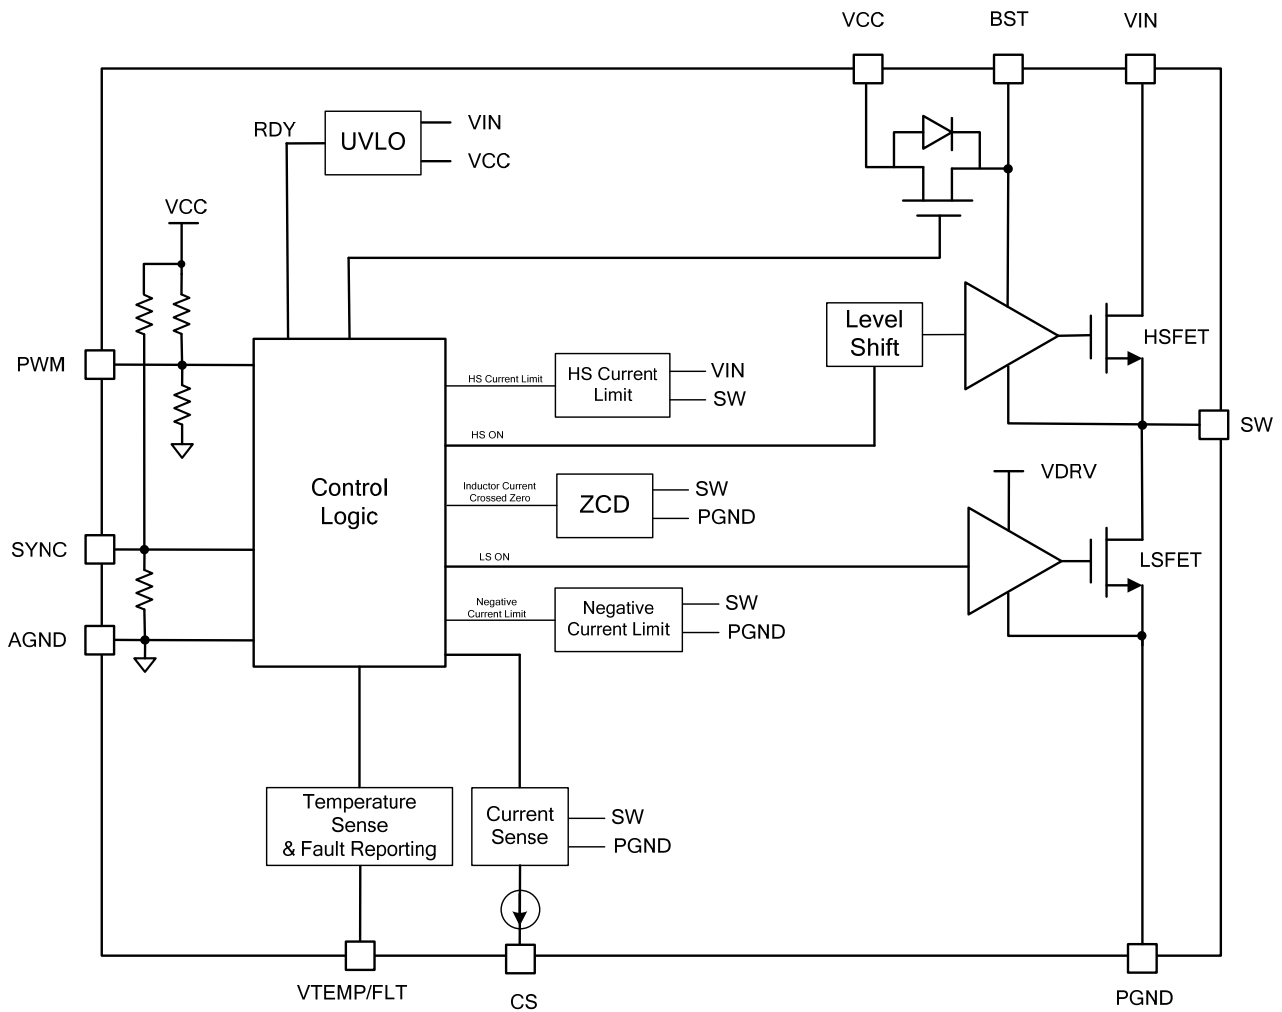 VCC
BST
VIN
RDY
UVLO
VIN
VCC
VCC
PWM
Level
Shift
HSFET
HS Current Limit
HS Current
Limit
VIN
SW
HS ON
SW
Control
Logic
Inductor Current
Crossed Zero
ZCD
SW
PGND
VDRV
SYNC
LS ON
LSFET
Negative
Current Limit
Negative
Current Limit
SW
PGND
AGND
Temperature
Sense
& Fault Reporting
Current
Sense
SW
PGND
VTEMP/FLT
CS
PGND